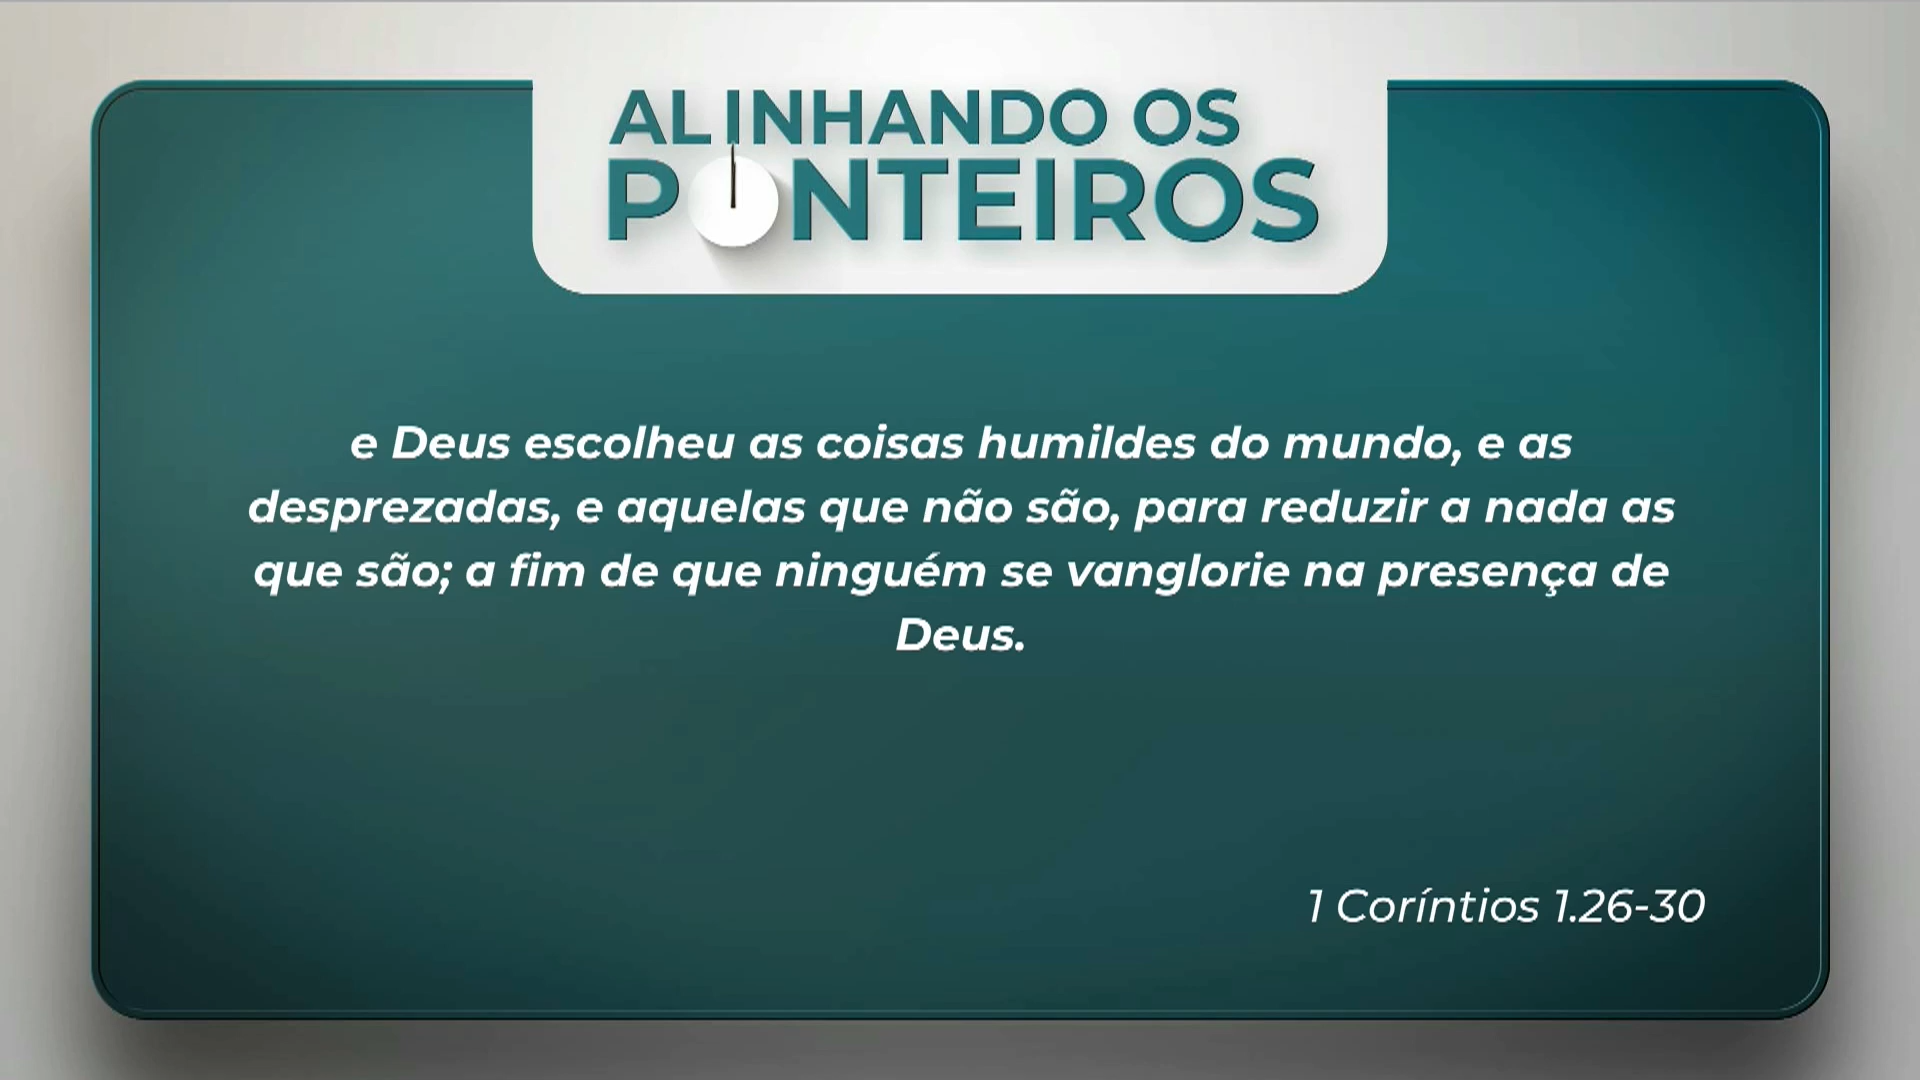 ALINHANDO OS
PONTEIROS
e Deus escolheu as coisas humildes do mundo, e as
desprezadas, e aquelas que não são, para reduzir a nada as
que são; a fim de que ninguém se vanglorie na presença de
Deus.
1 Coríntios 1.26-30